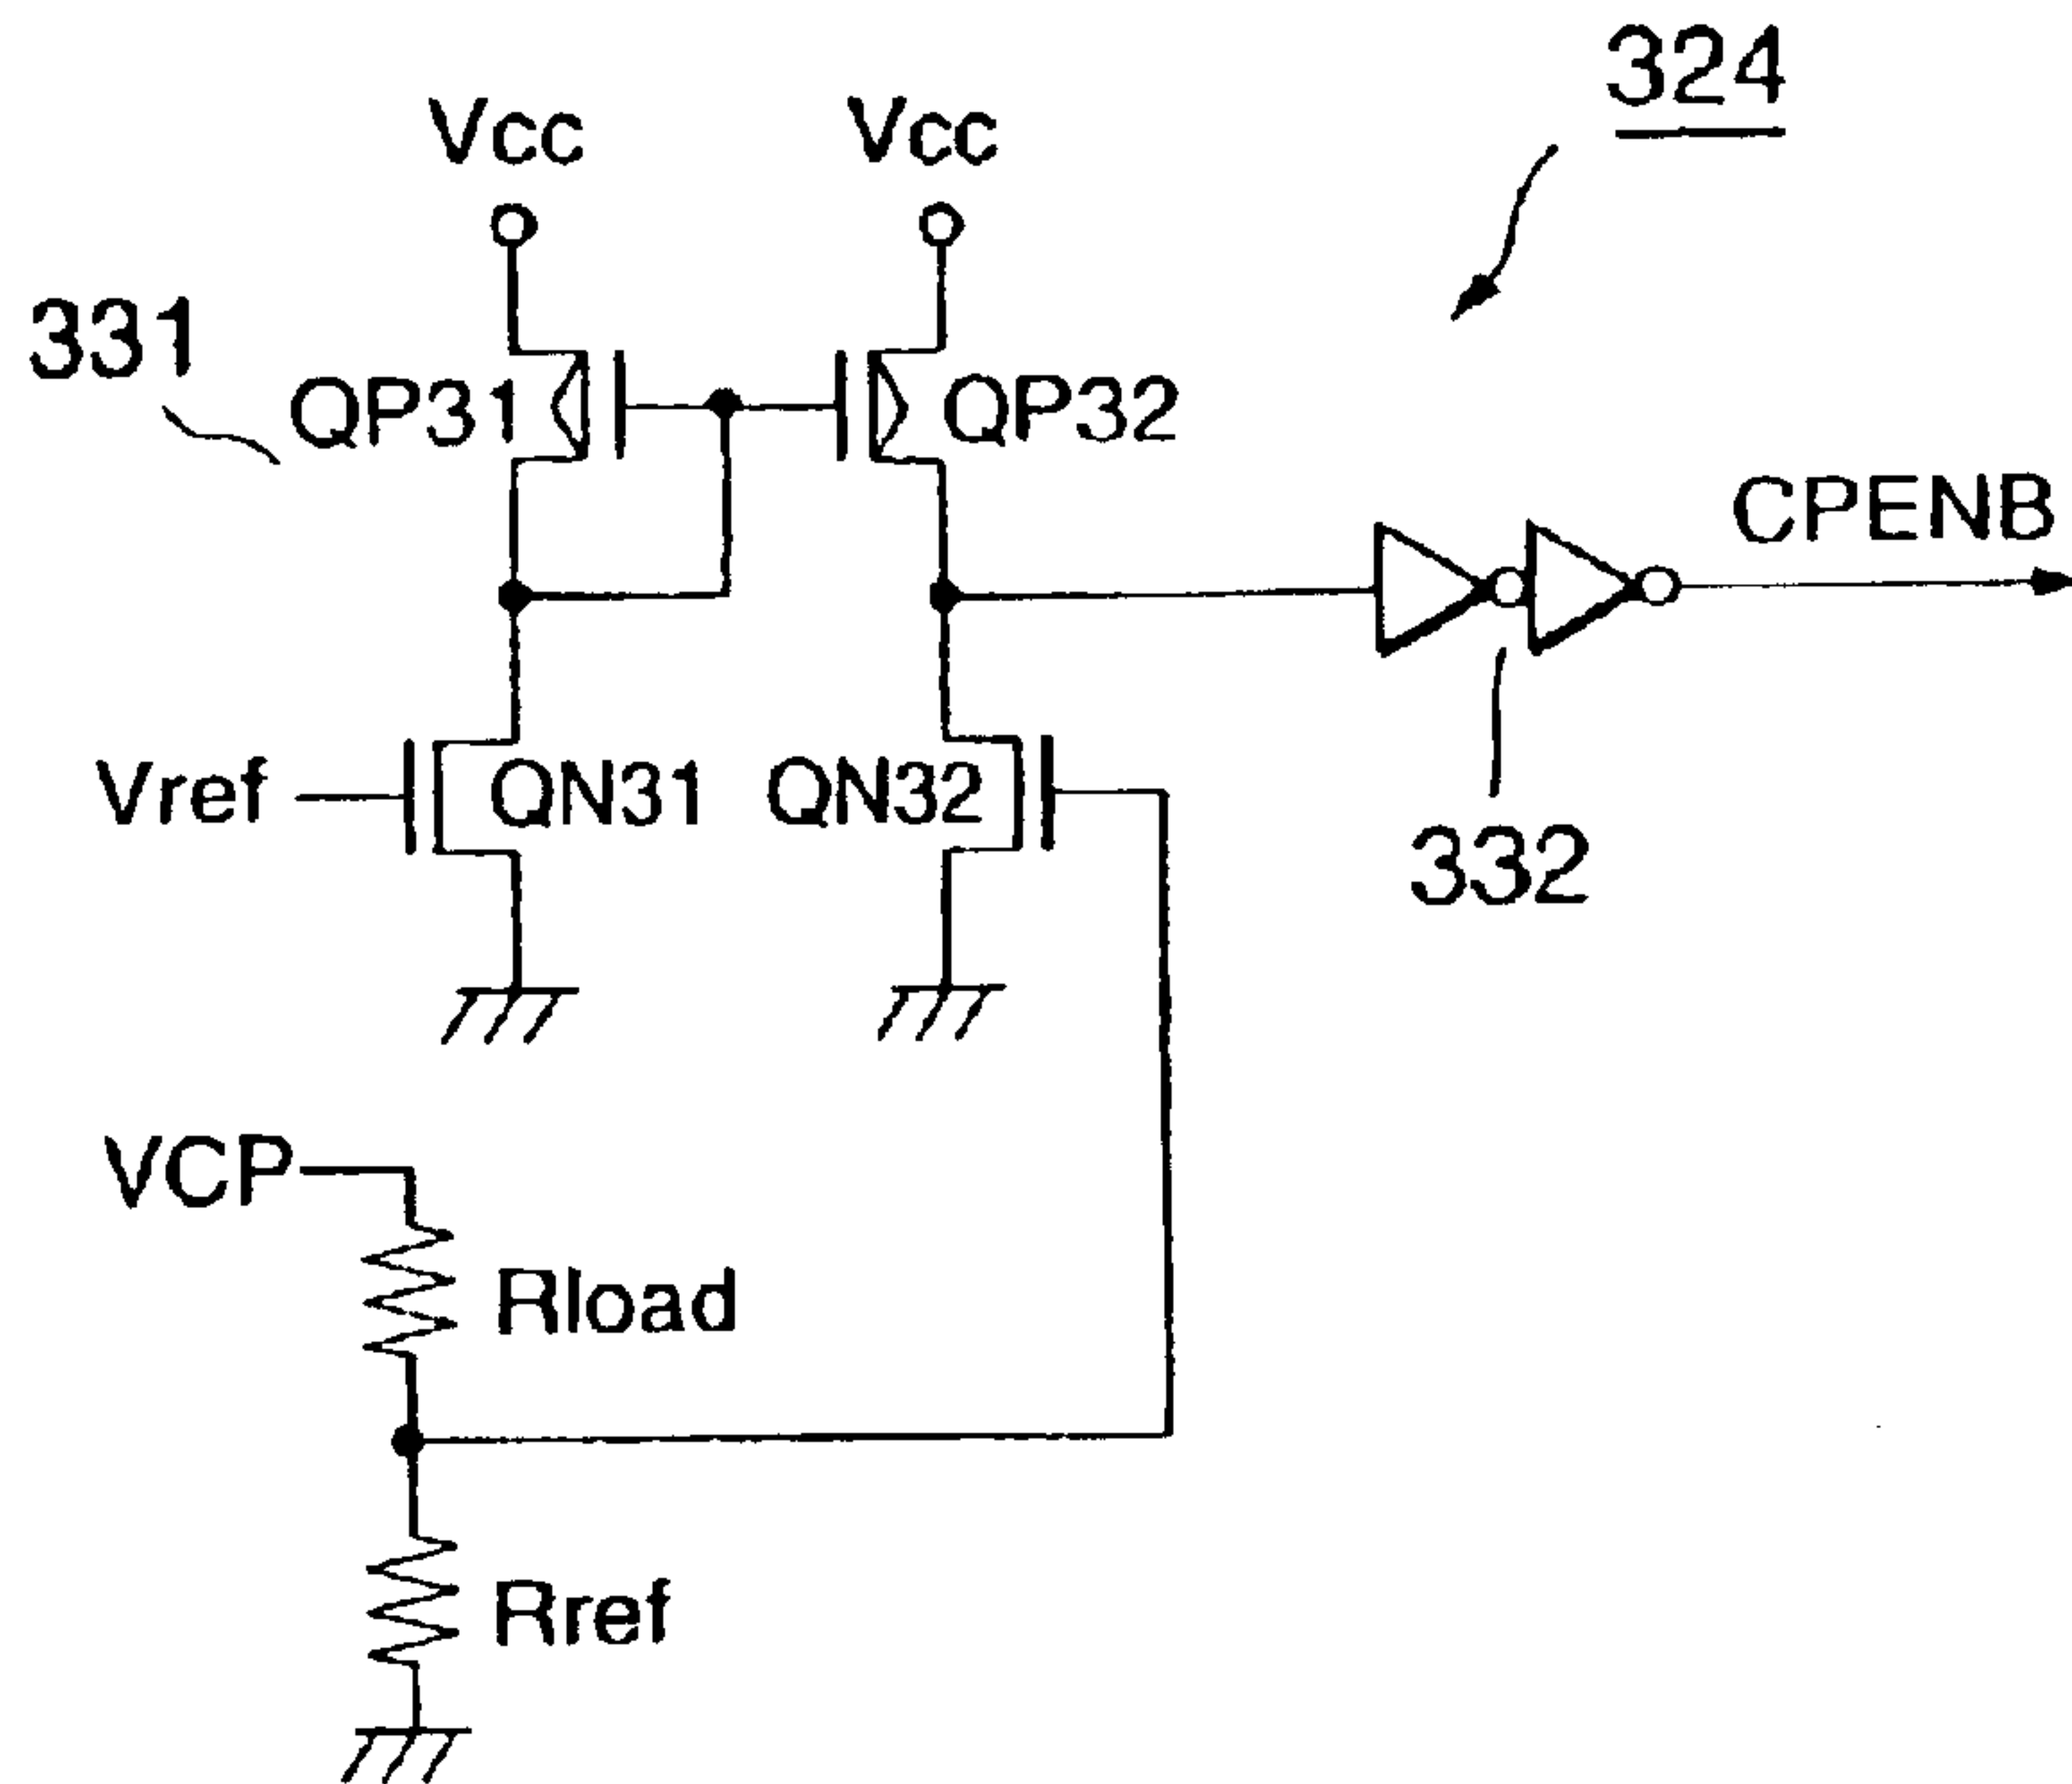 324
Vcc
Vcc
331
QP31
QP32
CPENB
Vref
QN31
QN32
332
VCP
Rload
Rref